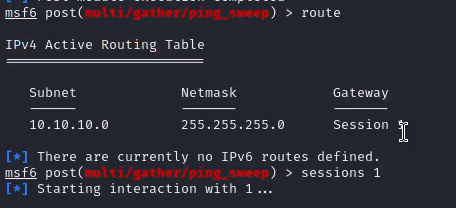 msf6 post(multi/gather/ping_sweep) > route
IPv4 Active Routing Table
Subnet Netmask Gateway
10.10.10.0 255.255.255.0 Session
[*] There are currently no IPv6 routes defined.
msf6 post(multi/gather/ping_sweep) > sessions 1
[*] Starting interaction with 1...